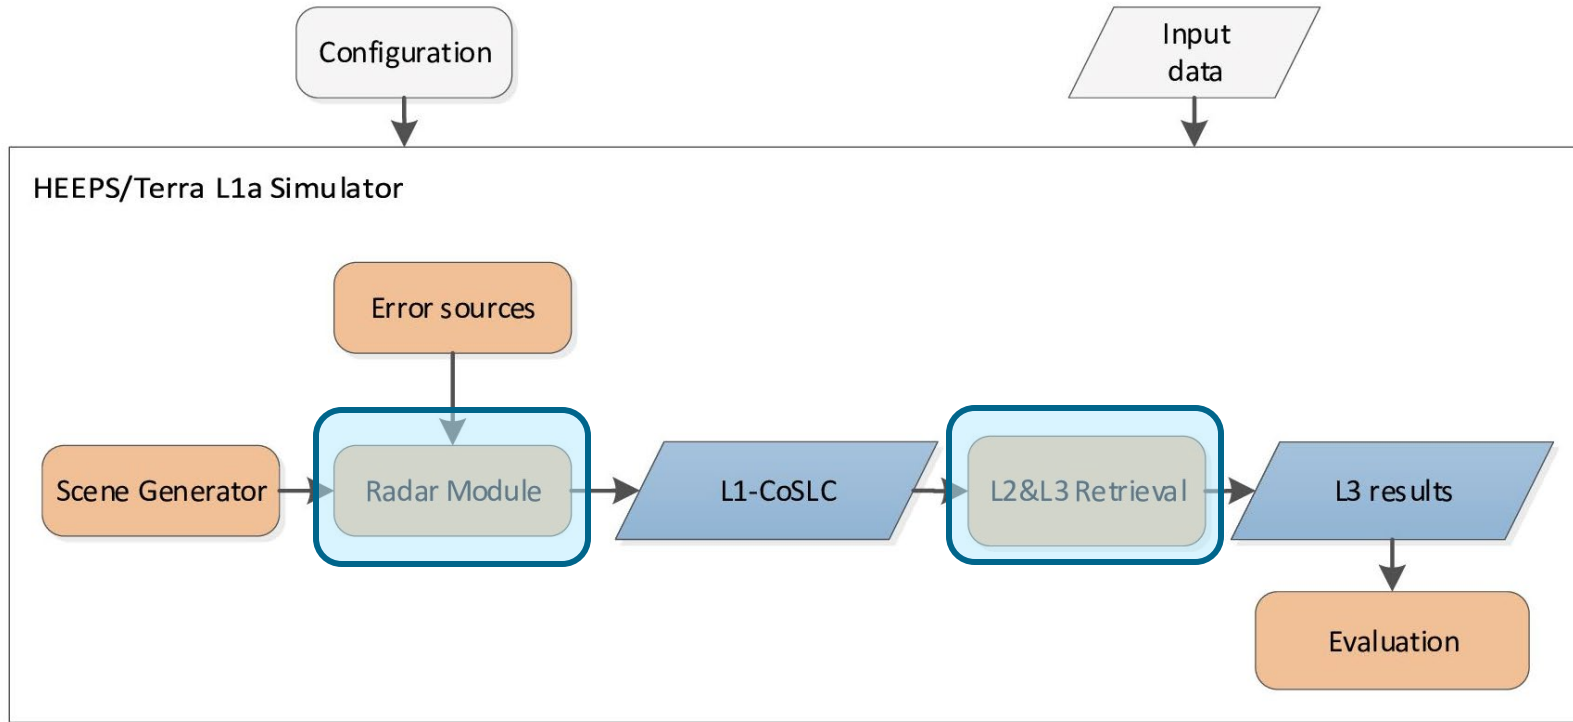 Configuration
Input
data
HEEPS/Terra L1a Simulator
Error sources
Scene Generator
Radar Module
L1-CoSLC
L2&L3 Retrieval
L3 results
Evaluation